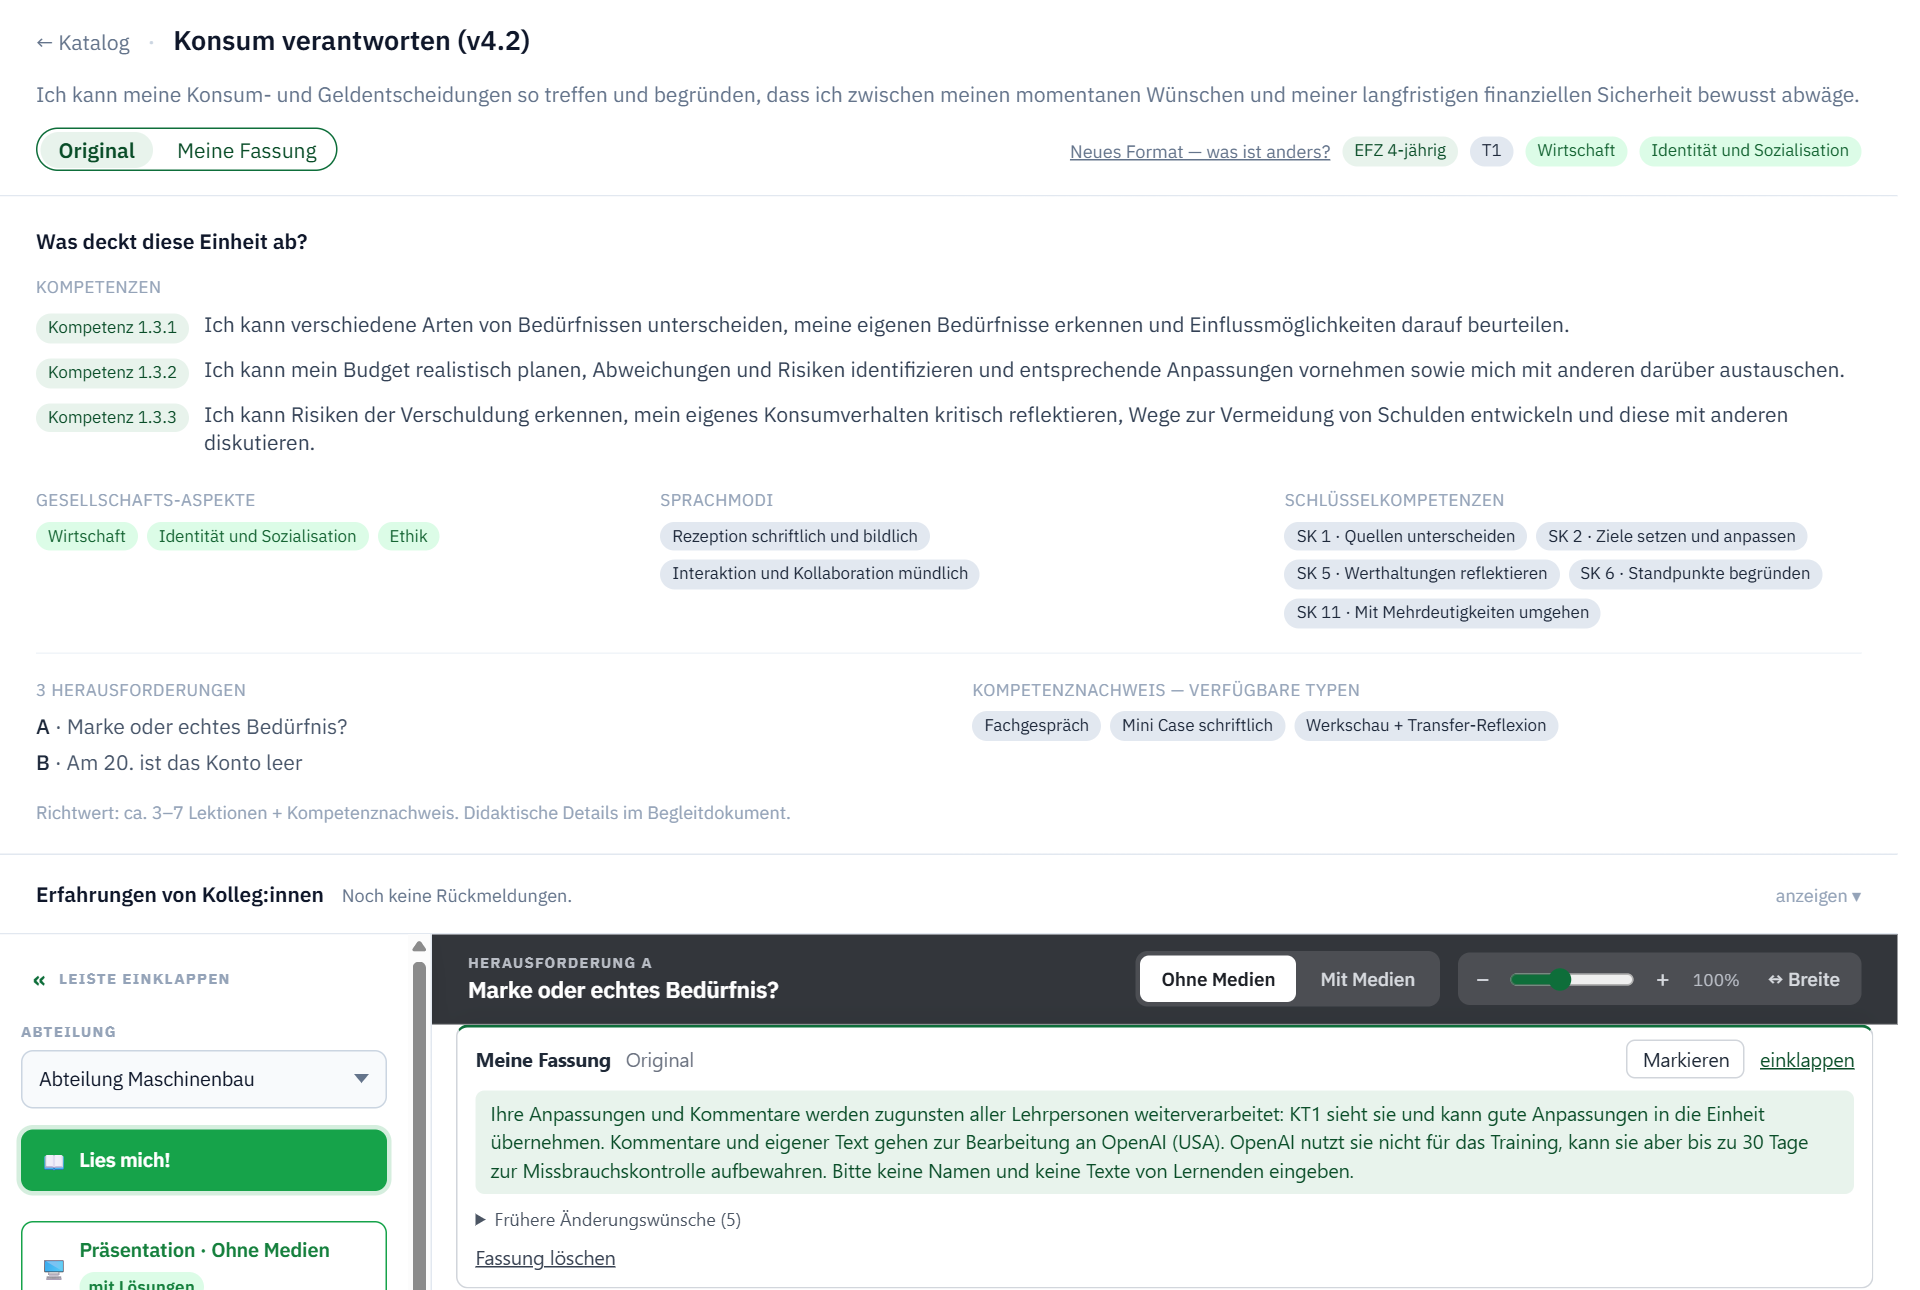 ← Katalog · Konsum verantworten (v4.2)
Ich kann meine Konsum- und Geldentscheidungen so treffen und begründen, dass ich zwischen meinen momentanen Wünschen und meiner langfristigen finanziellen Sicherheit bewusst abwäge.
Original Meine Fassung
Neues Format — was ist anders? EFZ 4-jährig T1 Wirtschaft Identität und Sozialisation
Was deckt diese Einheit ab?
KOMPETENZEN
Kompetenz 1.3.1 Ich kann verschiedene Arten von Bedürfnissen unterscheiden, meine eigenen Bedürfnisse erkennen und Einflussmöglichkeiten darauf beurteilen.
Kompetenz 1.3.2 Ich kann mein Budget realistisch planen, Abweichungen und Risiken identifizieren und entsprechende Anpassungen vornehmen sowie mich mit anderen darüber austauschen.
Kompetenz 1.3.3 Ich kann Risiken der Verschuldung erkennen, mein eigenes Konsumverhalten kritisch reflektieren, Wege zur Vermeidung von Schulden entwickeln und diese mit anderen
diskutieren.
GESELLSCHAFTS-ASPEKTE
Wirtschaft Identität und Sozialisation Ethik
SPRACHMODI
Rezeption schriftlich und bildlich
Interaktion und Kollaboration mündlich
SCHLÜSSELKOMPETENZEN
SK 1 · Quellen unterscheiden SK 2 · Ziele setzen und anpassen
SK 5 · Werthaltungen reflektieren SK 6 · Standpunkte begründen
SK 11 · Mit Mehrdeutigkeiten umgehen
3 HERAUSFORDERUNGEN
A · Marke oder echtes Bedürfnis?
B · Am 20. ist das Konto leer
KOMPETENZNACHWEIS — VERFÜGBARE TYPEN
Fachgespräch Mini Case schriftlich Werkschau + Transfer-Reflexion
Richtwert: ca. 3–7 Lektionen + Kompetenznachweis. Didaktische Details im Begleitdokument.
Erfahrungen von Kolleg:innen Noch keine Rückmeldungen. anzeigen ▾
« LEISTE EINKLAPPEN
ABTEILUNG
Abteilung Maschinenbau
Lies mich!
Präsentation · Ohne Medien
mit Lösungen
HERAUSFORDERUNG A
Marke oder echtes Bedürfnis?
Ohne Medien Mit Medien − + 100% ↔ Breite
Meine Fassung Original Markieren einklappen
Ihre Anpassungen und Kommentare werden zugunsten aller Lehrpersonen weiterverarbeitet: KT1 sieht sie und kann gute Anpassungen in die Einheit
übernehmen. Kommentare und eigener Text gehen zur Bearbeitung an OpenAI (USA). OpenAI nutzt sie nicht für das Training, kann sie aber bis zu 30 Tage
zur Missbrauchskontrolle aufbewahren. Bitte keine Namen und keine Texte von Lernenden eingeben.
▶ Frühere Änderungswünsche (5)
Fassung löschen